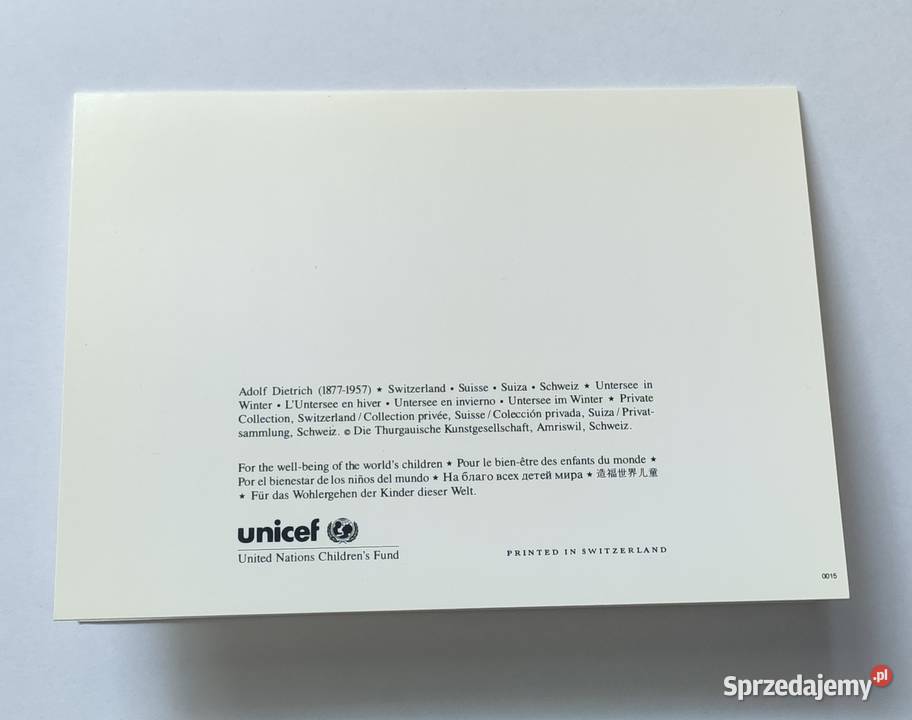 Adolf Dietrich (1877-1957) ★ Switzerland • Suisse • Suiza • Schweiz ★ Untersee in
Winter • L'Untersee en hiver • Untersee en invierno • Untersee im Winter ★ Private
Collection, Switzerland / Collection privée, Suisse / Colección privada, Suiza / Privat-
sammlung, Schweiz. © Die Thurgauische Kunstgesellschaft, Amriswil, Schweiz.
For the well-being of the world's children ★ Pour le bien-être des enfants du monde ★
Por el bienestar de los niños del mundo ★ На благо всех детей мира ★ 造福世界儿童
★ Für das Wohlergehen der Kinder dieser Welt.
unicef
United Nations Children's Fund
PRINTED IN SWITZERLAND
0015
Sprzedajemy.pl